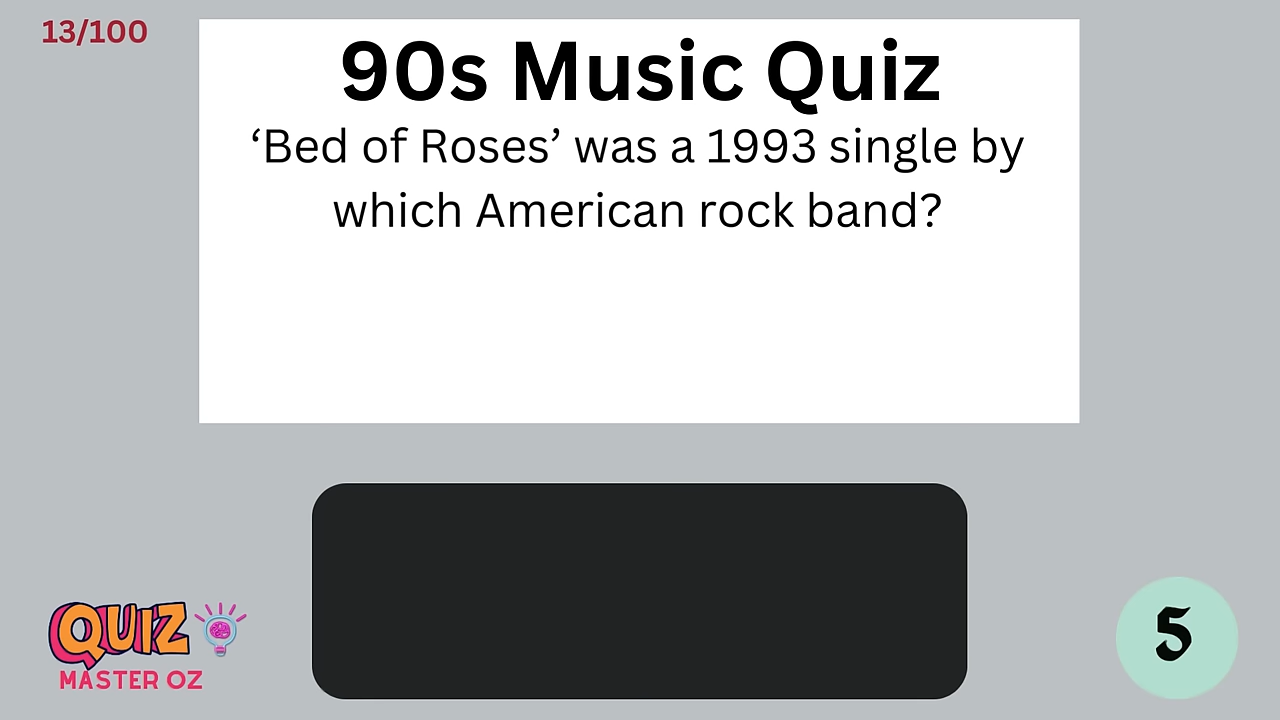 13/100
90s Music Quiz
‘Bed of Roses’ was a 1993 single by
which American rock band?
QUIZ
MASTER OZ
5